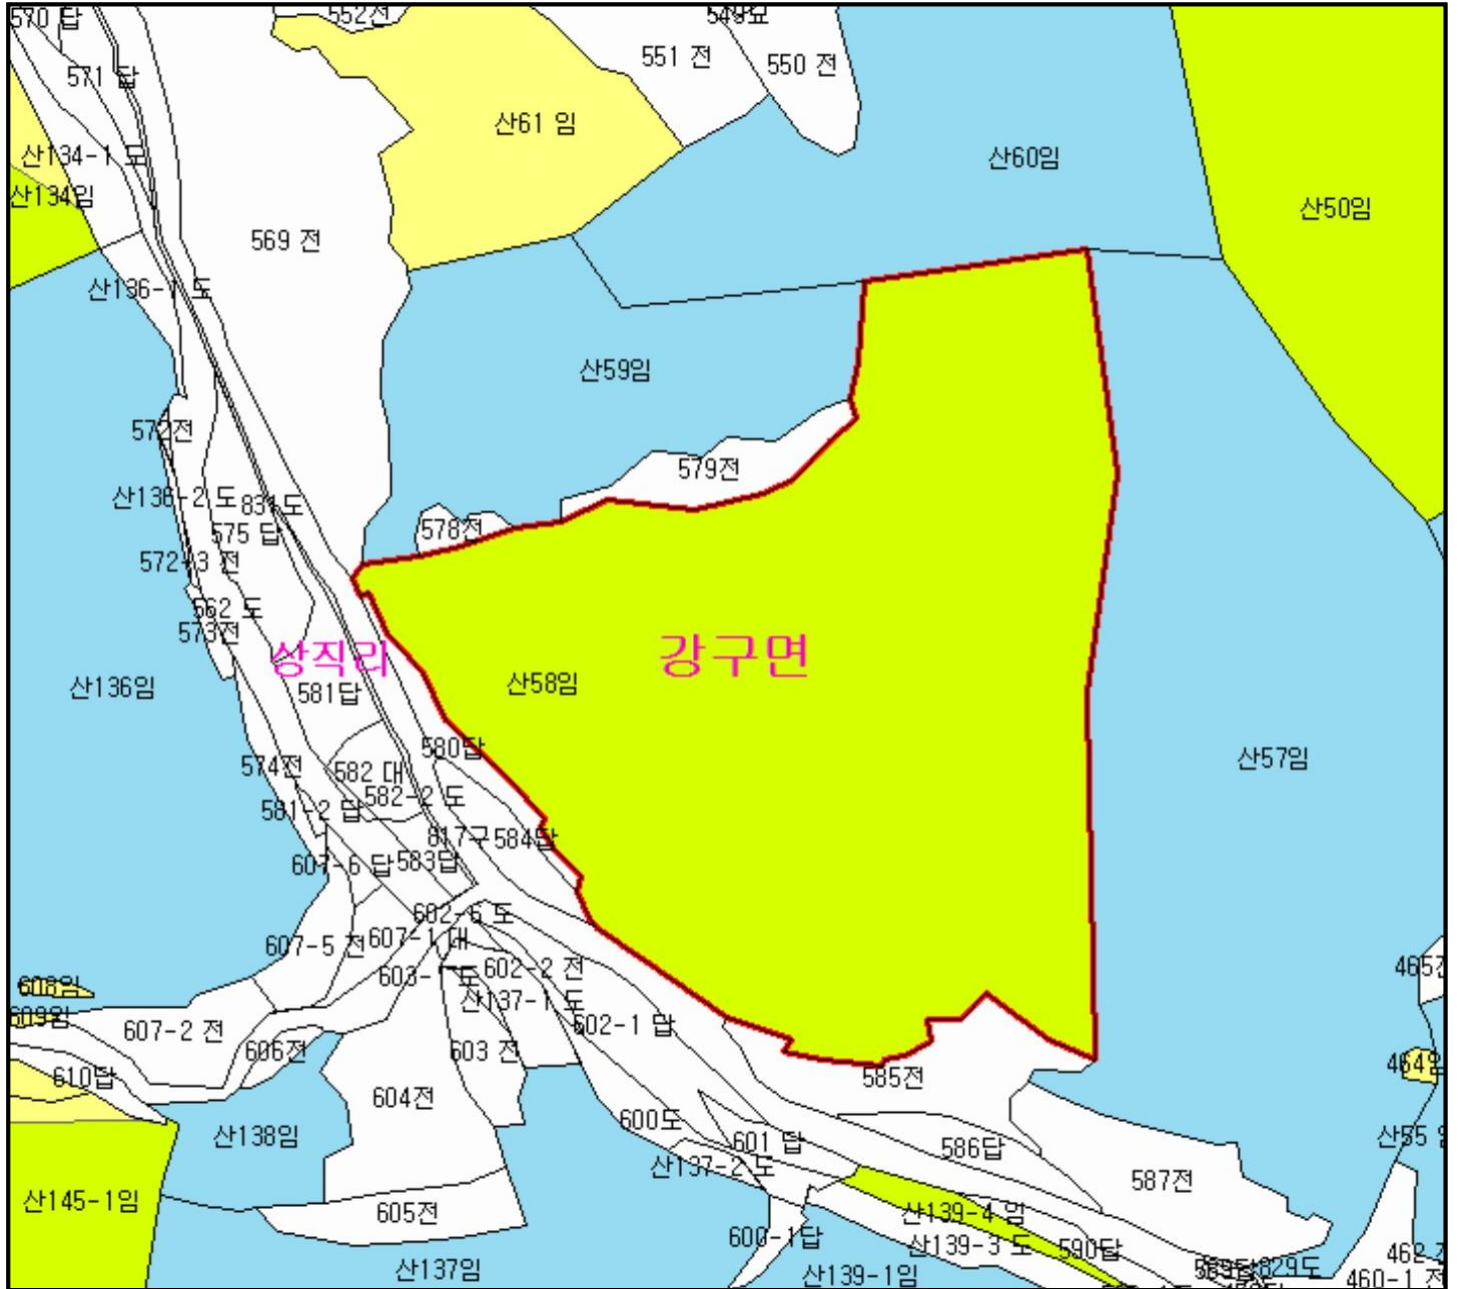 570 답
552전
549묘
571 답
551 전
550 전
산61 임
산134-1 묘
산60임
산134임
산50임
569 전
산136-1 도
산59임
572전
579전
산136-2 도
831도
575 답
578전
572-3 전
562 도
573전
상직리
강구면
산136임
581답
산58임
580답
산57임
574전
582 대
582-2 도
581-2 답
817구
584답
607-6 답
583답
602-6 도
607-1 대
607-5 전
603-1 도
602-2 전
465전
608임
산137-1 도
609임
607-2 전
602-1 답
606전
603 전
464임
610답
585전
604전
600도
산138임
601 답
586답
산55 임
산137-2 도
587전
산145-1임
605전
산139-4 임
600-1답
산139-3 도
590답
462 전
829도
산137임
산139-1임
460-1 전